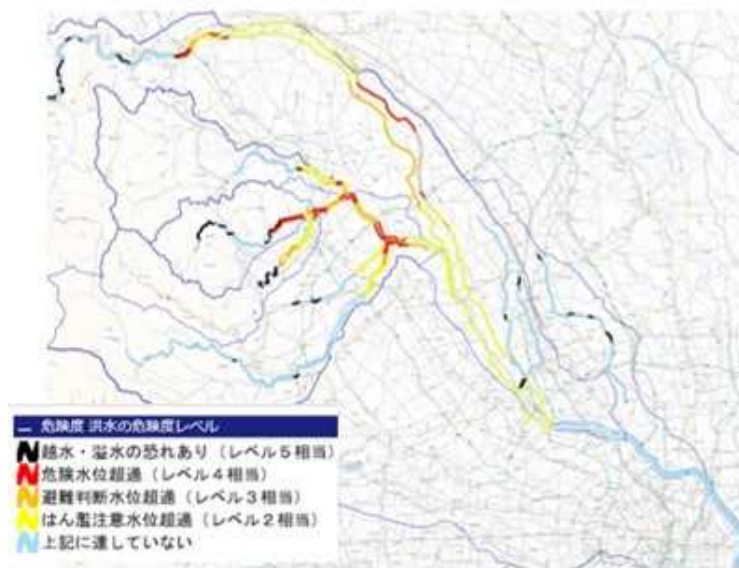 危険度 洪水の危険度レベル
越水・溢水の恐れあり（レベル５相当）
危険水位超過（レベル４相当）
避難判断水位超過（レベル３相当）
はん濫注意水位超過（レベル２相当）
上記に達していない